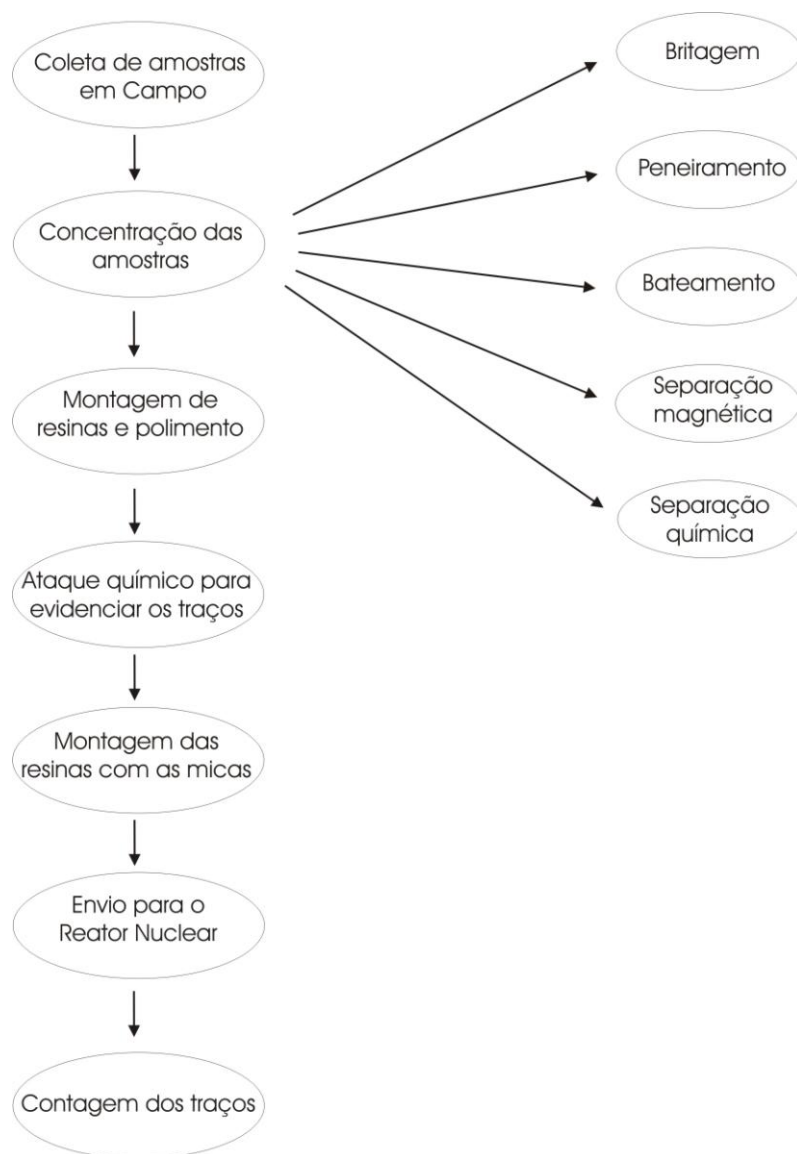 Coleta de amostras
em Campo
Concentração das
amostras
Montagem de
resinas e polimento
Ataque químico para
evidenciar os traços
Montagem das
resinas com as micas
Envio para o
Reator Nuclear
Contagem dos traços
Britagem
Peneiramento
Bateamento
Separação
magnética
Separação
química